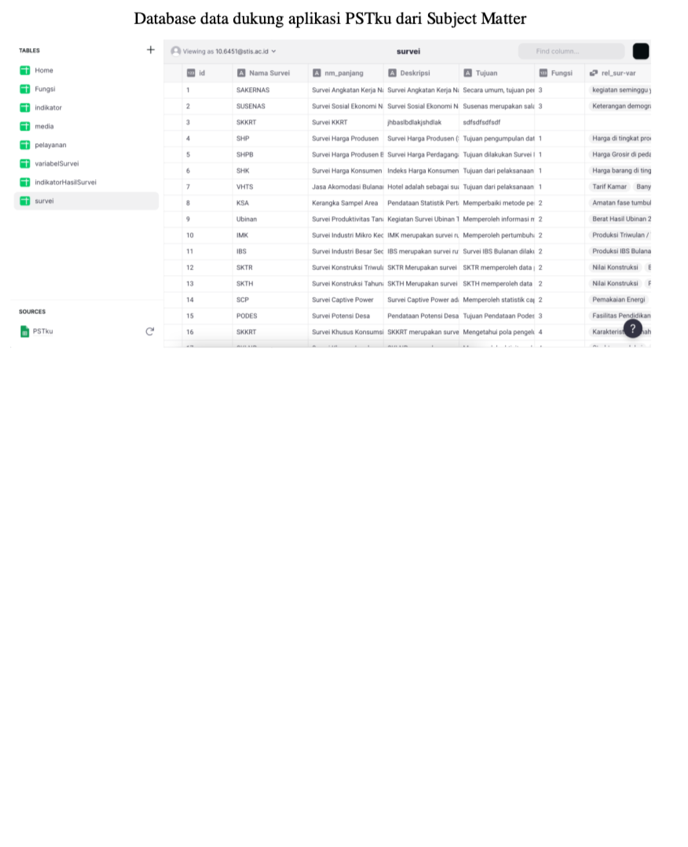 Database data dukung aplikasi PSTku dari Subject Matter
TABLES
+
Home
Fungsi
indikator
media
pelayanan
variabelSurvei
indikatorHasilSurvei
survei
SOURCES
PSTku
Viewing as 10.6451@stis.ac.id
survei
Find column...
id Nama Survei nm_panjang Deskripsi Tujuan Fungsi rel_sur-var
1 SAKERNAS Survei Angkatan Kerja Na Survei Angkatan Kerja Na Secara umum, tujuan pe 3 kegiatan seminggu y
2 SUSENAS Survei Sosial Ekonomi N Survei Sosial Ekonomi N Susenas merupakan sala 3 Keterangan demogr
3 SKKRT Survei KKRT jhbaslbdlakjshdlak sdfsdfsdfsdf
4 SHP Survei Harga Produsen Survei Harga Produsen ( Tujuan pengumpulan dat 1 Harga di tingkat pro
5 SHPB Survei Harga Produsen B Survei Harga Perdagang Tujuan dilakukan Survei 1 Harga Grosir di peda
6 SHK Survei Harga Konsumen Indeks Harga Konsumen Tujuan dari pelaksanaan 1 Harga barang di ting
7 VHTS Jasa Akomodasi Bulana Hotel adalah sebagai su Tujuan dari pelaksanaan 1 Tarif Kamar Bany
8 KSA Kerangka Sampel Area Pendataan Statistik Pert Memperbaiki metode pe 2 Amatan fase tumbul
9 Ubinan Survei Produktivitas Tan Kegiatan Survei Ubinan Memperoleh informasi 2 Berat Hasil Ubinan 2
10 IMK Survei Industri Mikro Kec IMK merupakan survei Memperoleh pertumbuh 2 Produksi Triwulan /
11 IBS Survei Industri Besar Sec IBS merupakan survei Survei IBS Bulanan dilak 2 Produksi IBS Bulana
12 SKTR Survei Konstruksi Triwul SKTR Merupakan survei SKTR memperoleh data 2 Nilai Konstruksi
13 SKTH Survei Konstruksi Tahun SKTH Merupakan survei SKTH memperoleh data 2 Nilai Konstruksi
14 SCP Survei Captive Power Survei Captive Power ad Memperoleh statistik ca 2 Pemakaian Energi
15 PODES Survei Potensi Desa Pendataan Potensi Desa Tujuan Pendataan Podes 3 Fasilitas Pendidikan
16 SKKRT Survei Khusus Konsumsi SKKRT merupakan surve Mengetahui pola pengel 4 Karakteris
?